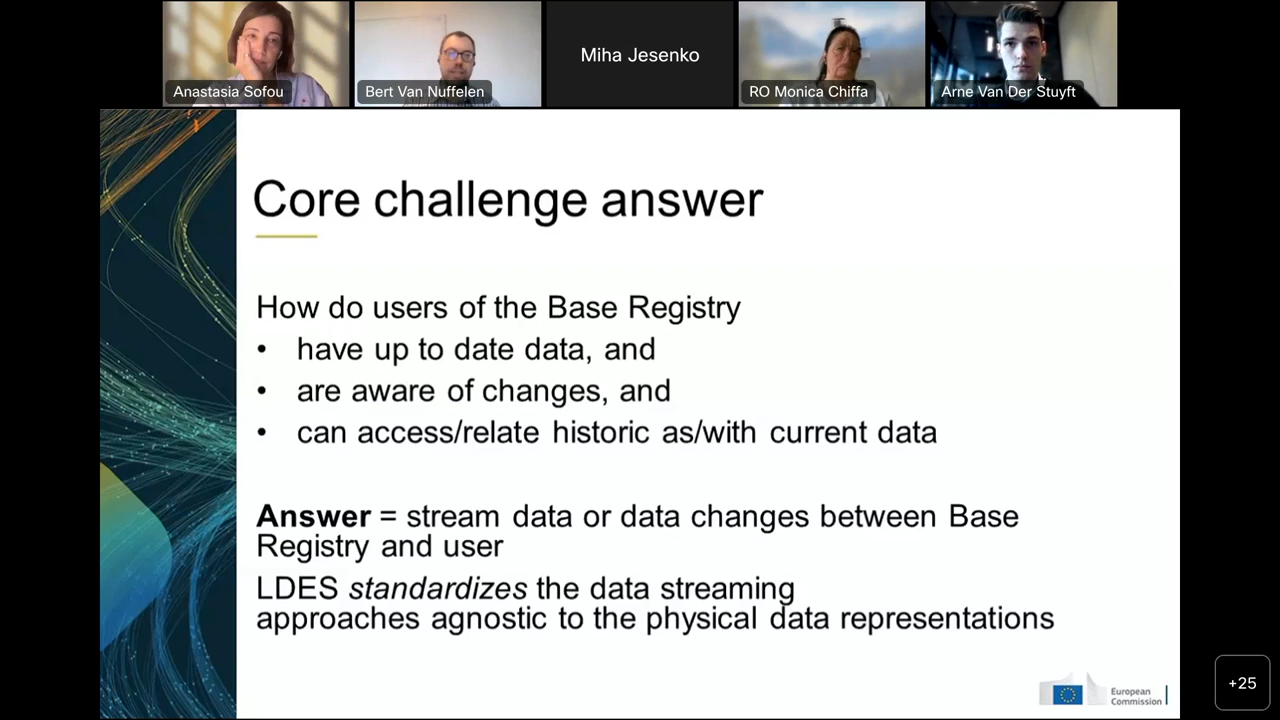 Anastasia Sofou
Bert Van Nuffelen
Miha Jesenko
RO Monica Chiffa
Arne Van Der Stuyft
Core challenge answer
How do users of the Base Registry
• have up to date data, and
• are aware of changes, and
• can access/relate historic as/with current data
Answer = stream data or data changes between Base
Registry and user
LDES standardizes the data streaming
approaches agnostic to the physical data representations
European
Commission
+25